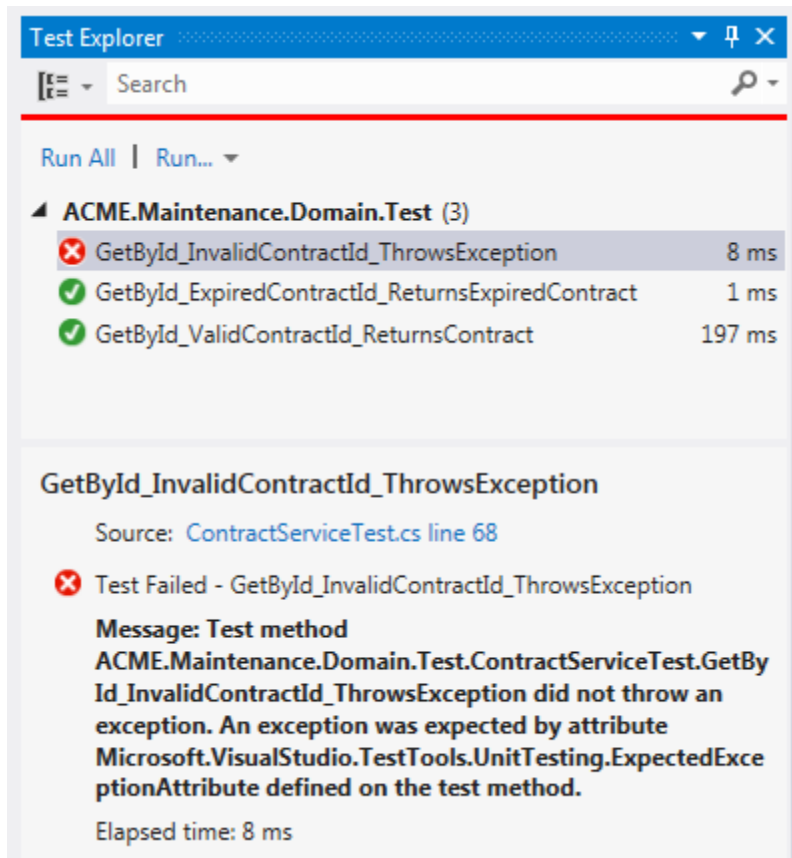 Test Explorer
Search
Run All | Run...
ACME.Maintenance.Domain.Test (3)
GetById_InvalidContractId_ThrowsException 8 ms
GetById_ExpiredContractId_ReturnsExpiredContract 1 ms
GetById_ValidContractId_ReturnsContract 197 ms
GetById_InvalidContractId_ThrowsException
Source: ContractServiceTest.cs line 68
Test Failed - GetById_InvalidContractId_ThrowsException
Message: Test method
ACME.Maintenance.Domain.Test.ContractServiceTest.GetBy
Id_InvalidContractId_ThrowsException did not throw an
exception. An exception was expected by attribute
Microsoft.VisualStudio.TestTools.UnitTesting.ExpectedExce
ptionAttribute defined on the test method.
Elapsed time: 8 ms